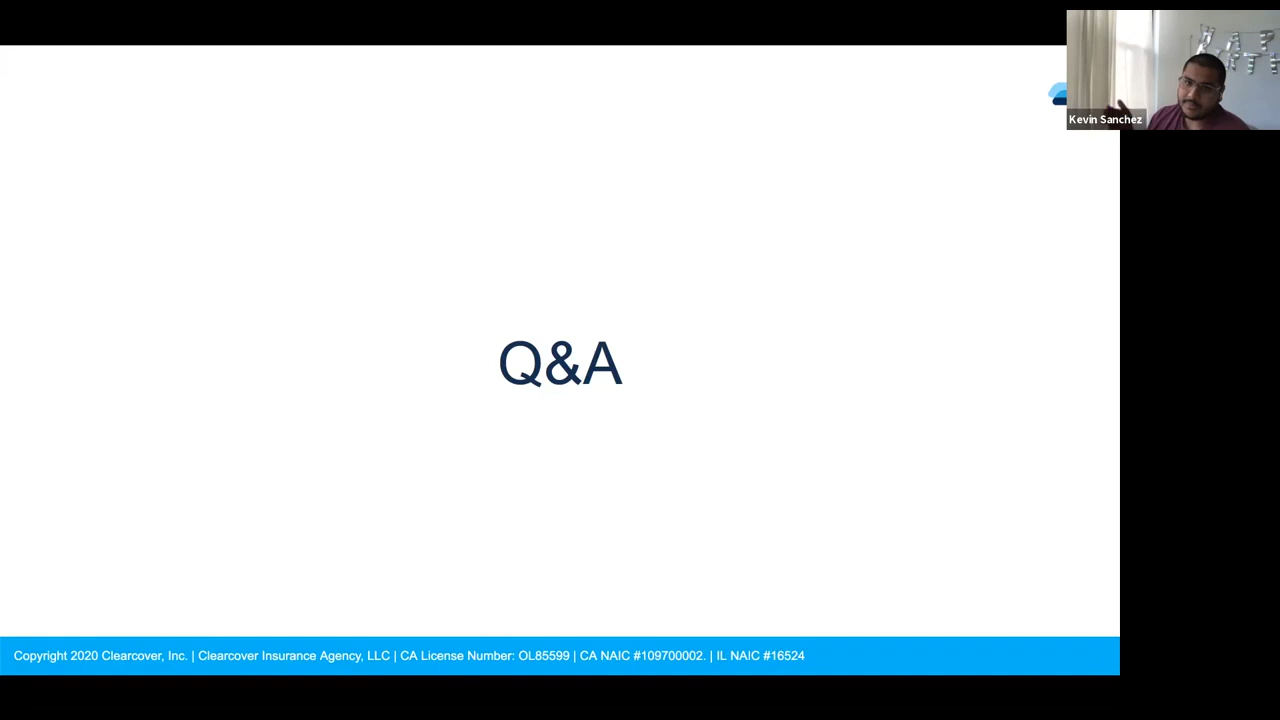 Kevin Sanchez
Q&A
Copyright 2020 Clearcover, Inc. | Clearcover Insurance Agency, LLC | CA License Number: OL85599 | CA NAIC #109700002. | IL NAIC #16524